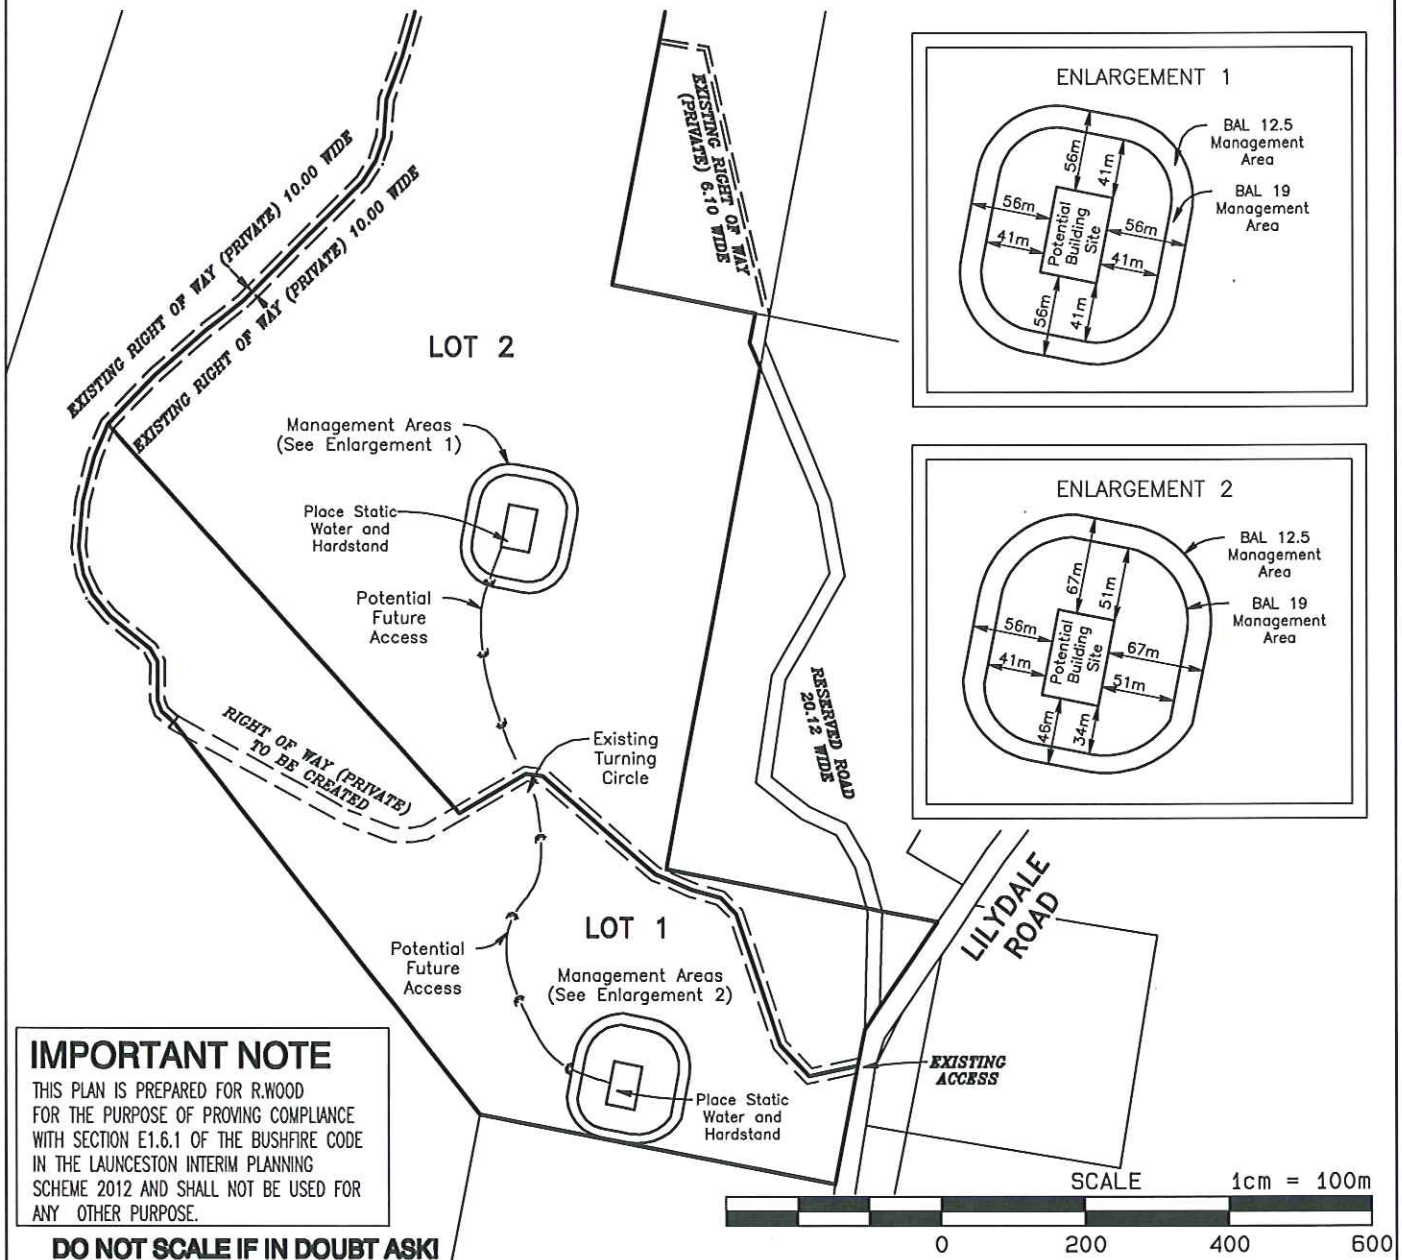 EXISTING RIGHT OF WAY (PRIVATE) 10.00 WIDE
EXISTING RIGHT OF WAY (PRIVATE) 10.00 WIDE
EXISTING RIGHT OF WAY
(PRIVATE) 6.10 WIDE
LOT 2
Management Areas
(See Enlargement 1)
Place Static
Water and
Hardstand
Potential
Future
Access
RIGHT OF WAY (PRIVATE)
TO BE CREATED
Existing
Turning
Circle
RESERVED ROAD
20.12 WIDE
LILYDALE
ROAD
LOT 1
Potential
Future
Access
Management Areas
(See Enlargement 2)
Place Static
Water and
Hardstand
EXISTING
ACCESS
ENLARGEMENT 1
BAL 12.5
Management
Area
BAL 19
Management
Area
56m
41m
56m
41m
Potential
Building
Site
56m
41m
56m
41m
ENLARGEMENT 2
BAL 12.5
Management
Area
BAL 19
Management
Area
67m
51m
56m
41m
Potential
Building
Site
67m
51m
46m
34m
IMPORTANT NOTE
THIS PLAN IS PREPARED FOR R.WOOD
FOR THE PURPOSE OF PROVING COMPLIANCE
WITH SECTION E1.6.1 OF THE BUSHFIRE CODE
IN THE LAUNCESTON INTERIM PLANNING
SCHEME 2012 AND SHALL NOT BE USED FOR
ANY OTHER PURPOSE.
DO NOT SCALE IF IN DOUBT ASK!
SCALE 1cm = 100m
0 200 400 600